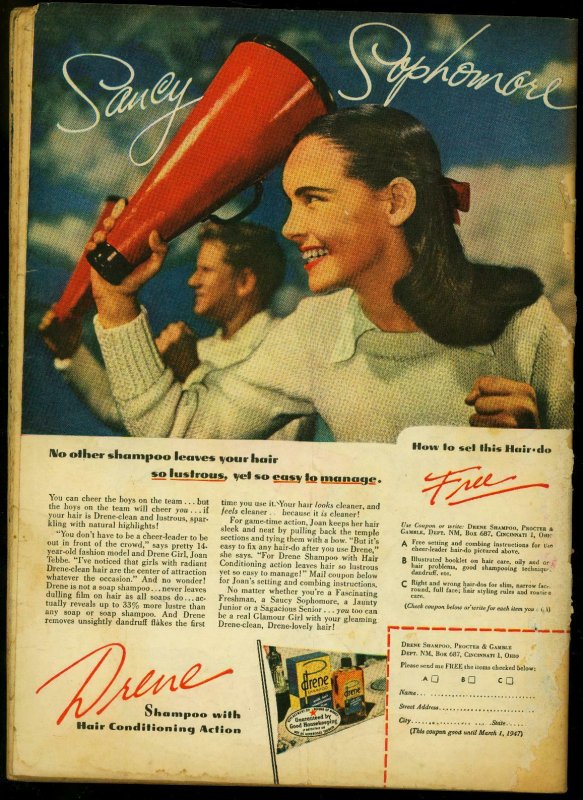 Saucy Sophomore
No other shampoo leaves your hair
so lustrous, yet so easy to manage.
You can cheer the boys on the team... but
the boys on the team will cheer you... if
your hair is Drene-clean and lustrous, spar-
kling with natural highlights!
"You don't have to be a cheer-leader to be
out in front of the crowd," says pretty 14-
year-old fashion model and Drene Girl, Joan
Tebbe. "I've noticed that girls with radiant
Drene-clean hair are the center of attraction
whatever the occasion." And no wonder!
Drene is not a soap shampoo... never leaves
dulling film on hair as all soaps do... ac-
tually reveals up to 33% more lustre than
any soap or soap shampoo. And Drene
removes unsightly dandruff flakes the first
time you use it. Your hair looks cleaner, and
feels cleaner.. because it is cleaner!
For game-time action, Joan keeps her hair
sleek and neat by pulling back the temple
sections and tying them with a bow. "But it's
easy to fix any hair-do after you use Drene,"
she says. "For Drene Shampoo with Hair
Conditioning action leaves hair so lustrous
yet so easy to manage!" Mail coupon below
for Joan's setting and combing instructions.
No matter whether you're a Fascinating
Freshman, a Saucy Sophomore, a Jaunty
Junior or a Sagacious Senior... you too can
be a real Glamour Girl with your gleaming
Drene-clean, Drene-lovely hair!
Drene
Shampoo with
Hair Conditioning Action
drene
SHAMPOO
Guaranteed by
Good Housekeeping
How to set this Hair-do
Free
Use Coupon or write: DRENE SHAMPOO, PROCTER &
GAMBLE, DEPT. NM, BOX 687, CINCINNATI 1, OHIO
A Free setting and combing instructions for the
cheer-leader hair-do pictured above.
B Illustrated booklet on hair care, oily and
hair problems, good shampooing technique,
dandruff, etc.
C Right and wrong hair-dos for slim, narrow face,
round, full face; hair styling rules and
care.
(Check coupon below or write for each item you
DRENE SHAMPOO, PROCTER & GAMBLE
DEPT. NM, BOX 687, CINCINNATI 1, OHIO
Please send me FREE the items checked below:
A B C
Name
Street Address
City State
(This coupon good until March 1, 1947)